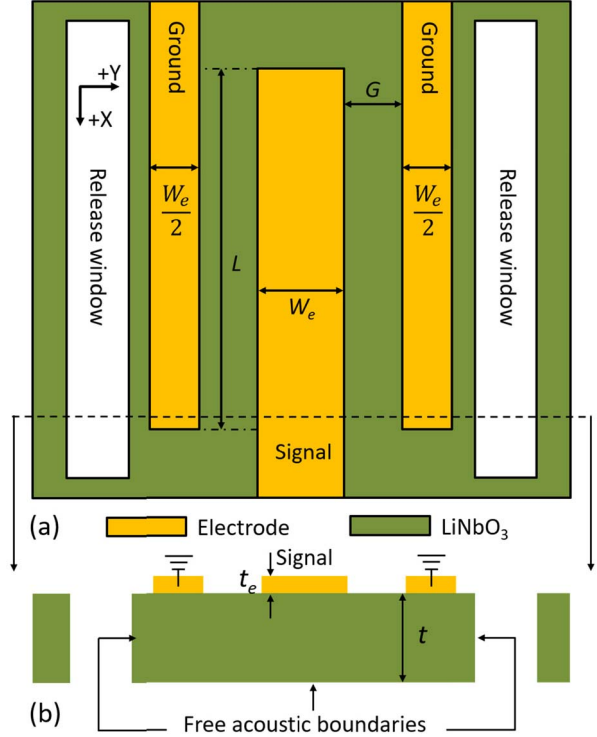 Ground
Ground
+Y
+X
G
Release window
W_e/2
L
W_e
W_e/2
Release window
Signal
(a)
Electrode
LiNbO₃
Signal
t_e
t
(b)
Free acoustic boundaries